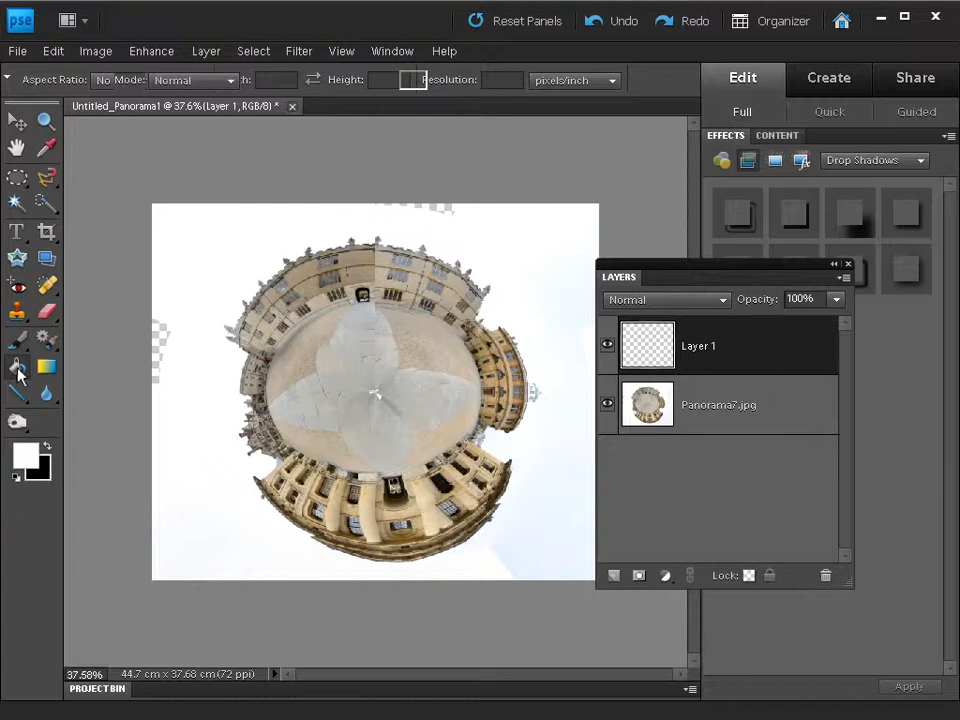 pse Reset Panels Undo Redo Organizer
File Edit Image Enhance Layer Select Filter View Window Help
Aspect Ratio: No Mode: Normal h: Height: Resolution: pixels/inch
Edit Create Share
Untitled_Panorama1 @ 37.6%(Layer 1,RGB/8) *
Full Quick Guided
EFFECTS CONTENT
Drop Shadows
LAYERS
Normal Opacity: 100%
Layer 1
Panorama7.jpg
Lock:
37.58% 44.7 cm x 37.68 cm (72 ppi)
Apply
PROJECT BIN